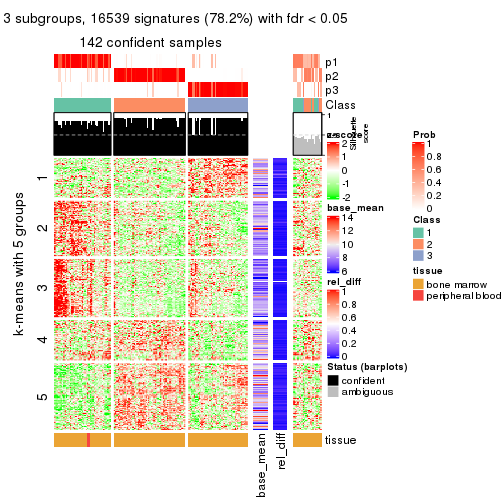 3 subgroups, 16539 signatures (78.2%) with fdr < 0.05
142 confident samples
p1
p2
p3
Class
1
Silhouette
score
z-score
2
1
0
-1
-2
base_mean
14
12
10
8
6
rel_diff
1
0.8
0.6
0.4
0.2
0
Status (barplots)
confident
ambiguous
Prob
1
0.8
0.6
0.4
0.2
0
Class
1
2
3
tissue
bone marrow
peripheral blood
k-means with 5 groups
1
2
3
4
5
tissue
base_mean
rel_diff